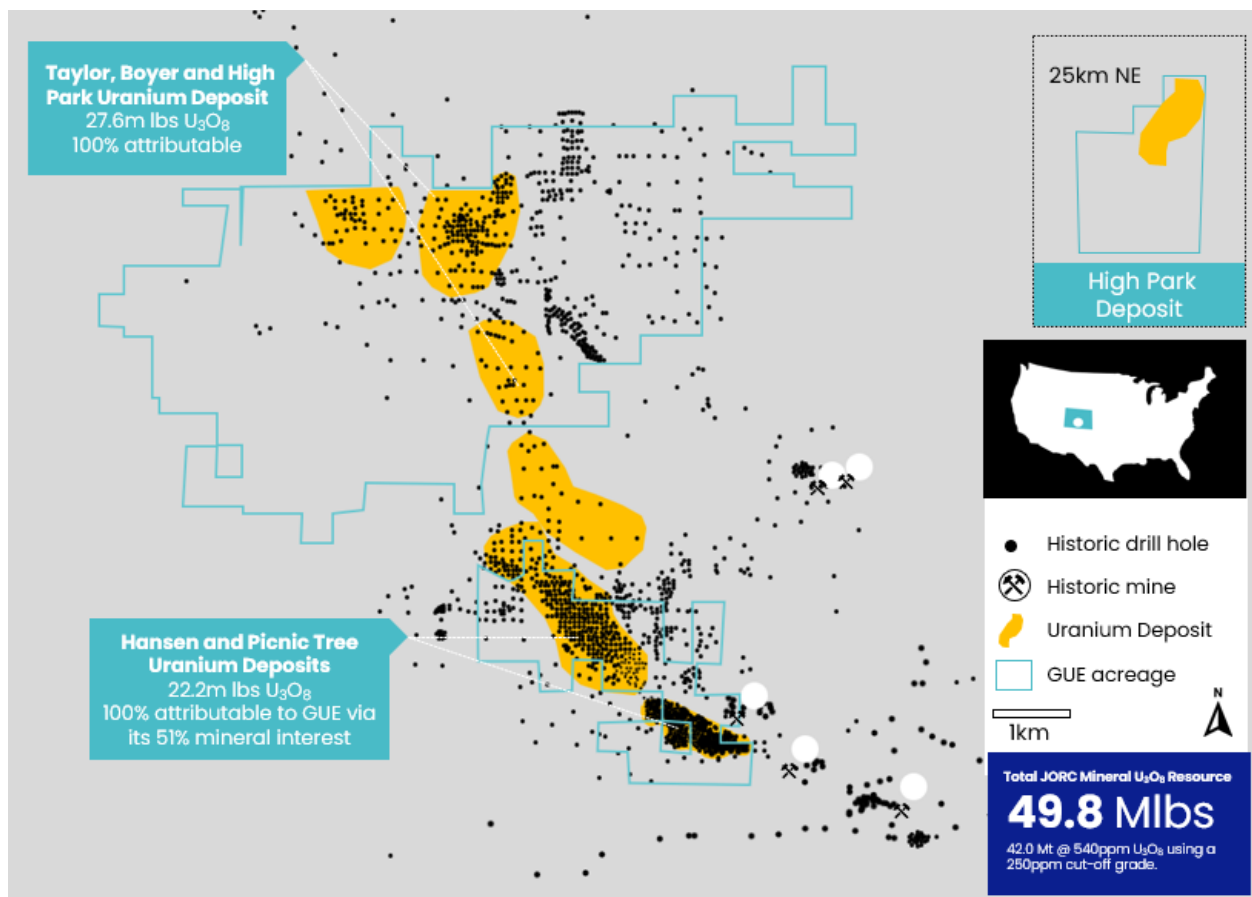 Taylor, Boyer and High
Park Uranium Deposit
27.6m lbs U₃O₈
100% attributable
25km NE
High Park
Deposit
Historic drill hole
Historic mine
Uranium Deposit
GUE acreage
1km
N
Hansen and Picnic Tree
Uranium Deposits
22.2m lbs U₃O₈
100% attributable to GUE via
its 51% mineral interest
Total JORC Mineral U₃O₈ Resource
49.8 Mlbs
42.0 Mt @ 540ppm U₃O₈ using a
250ppm cut-off grade.